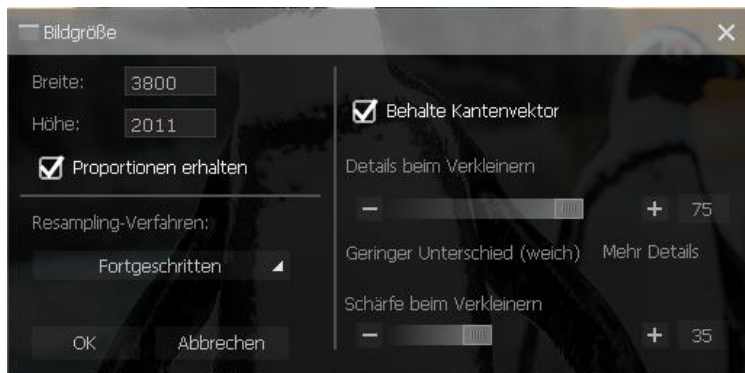 Bildgröße
Breite: 3800
Höhe: 2011
Proportionen erhalten
Resampling-Verfahren:
Fortgeschritten
OK Abbrechen
Behalte Kantenvektor
Details beim Verkleinern
75
Geringer Unterschied (weich) Mehr Details
Schärfe beim Verkleinern
35